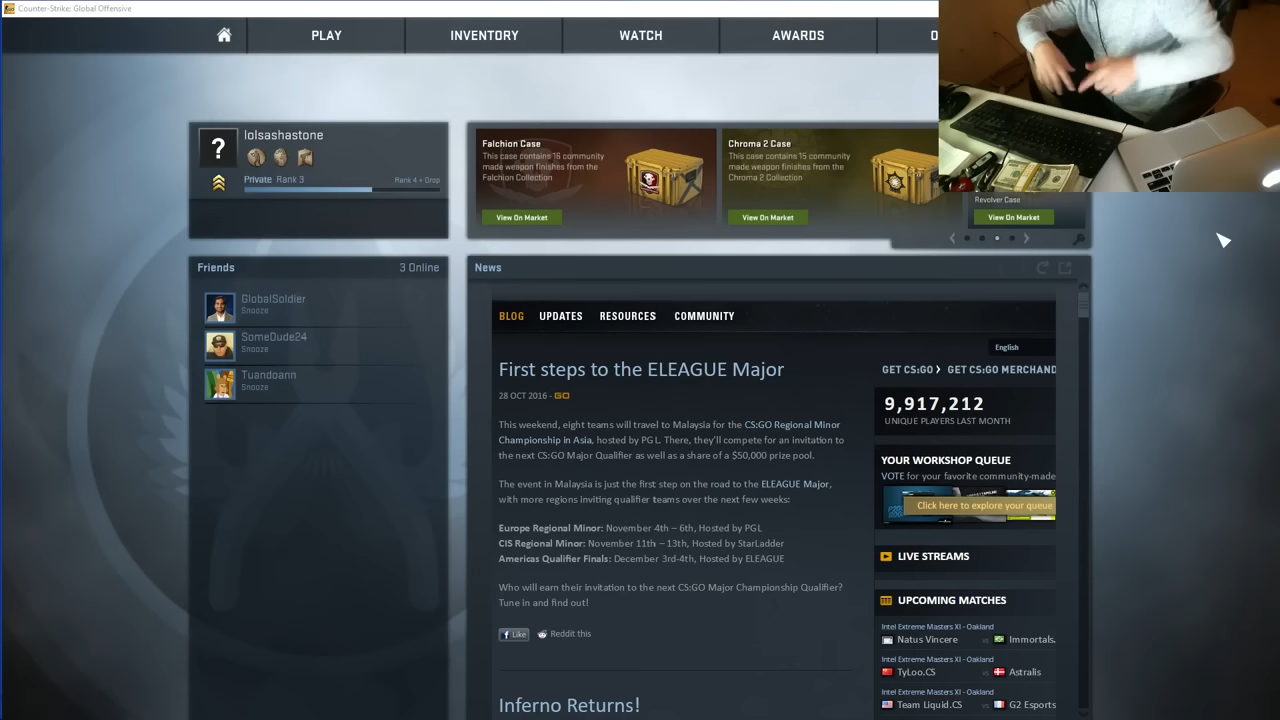 Counter-Strike: Global Offensive
PLAY
INVENTORY
WATCH
AWARDS
O
?
lolsashastone
Private Rank 3
Rank 4 + Drop
Falchion Case
This case contains 16 community
made weapon finishes from the
Falchion Collection
View On Market
Chroma 2 Case
This case contains 15 community
made weapon finishes from the
Chroma 2 Collection
View On Market
Revolver Case
View On Market
Friends
3 Online
GlobalSoldier
Snooze
SomeDude24
Snooze
Tuandoann
Snooze
News
BLOG
UPDATES
RESOURCES
COMMUNITY
English
First steps to the ELEAGUE Major
28 OCT 2016 - GO
This weekend, eight teams will travel to Malaysia for the CS:GO Regional Minor
Championship in Asia, hosted by PGL. There, they'll compete for an invitation to
the next CS:GO Major Qualifier as well as a share of a $50,000 prize pool.
The event in Malaysia is just the first step on the road to the ELEAGUE Major,
with more regions inviting qualifier teams over the next few weeks:
Europe Regional Minor: November 4th – 6th, Hosted by PGL
CIS Regional Minor: November 11th – 13th, Hosted by StarLadder
Americas Qualifier Finals: December 3rd-4th, Hosted by ELEAGUE
Who will earn their invitation to the next CS:GO Major Championship Qualifier?
Tune in and find out!
Like
Reddit this
Inferno Returns!
GET CS:GO
GET CS:GO MERCHAND
9,917,212
UNIQUE PLAYERS LAST MONTH
YOUR WORKSHOP QUEUE
VOTE for your favorite community-made
Click here to explore your queue
LIVE STREAMS
UPCOMING MATCHES
Intel Extreme Masters XI - Oakland
Natus Vincere vs Immortals.
Intel Extreme Masters XI - Oakland
TyLoo.CS vs Astralis
Intel Extreme Masters XI - Oakland
Team Liquid.CS vs G2 Esports